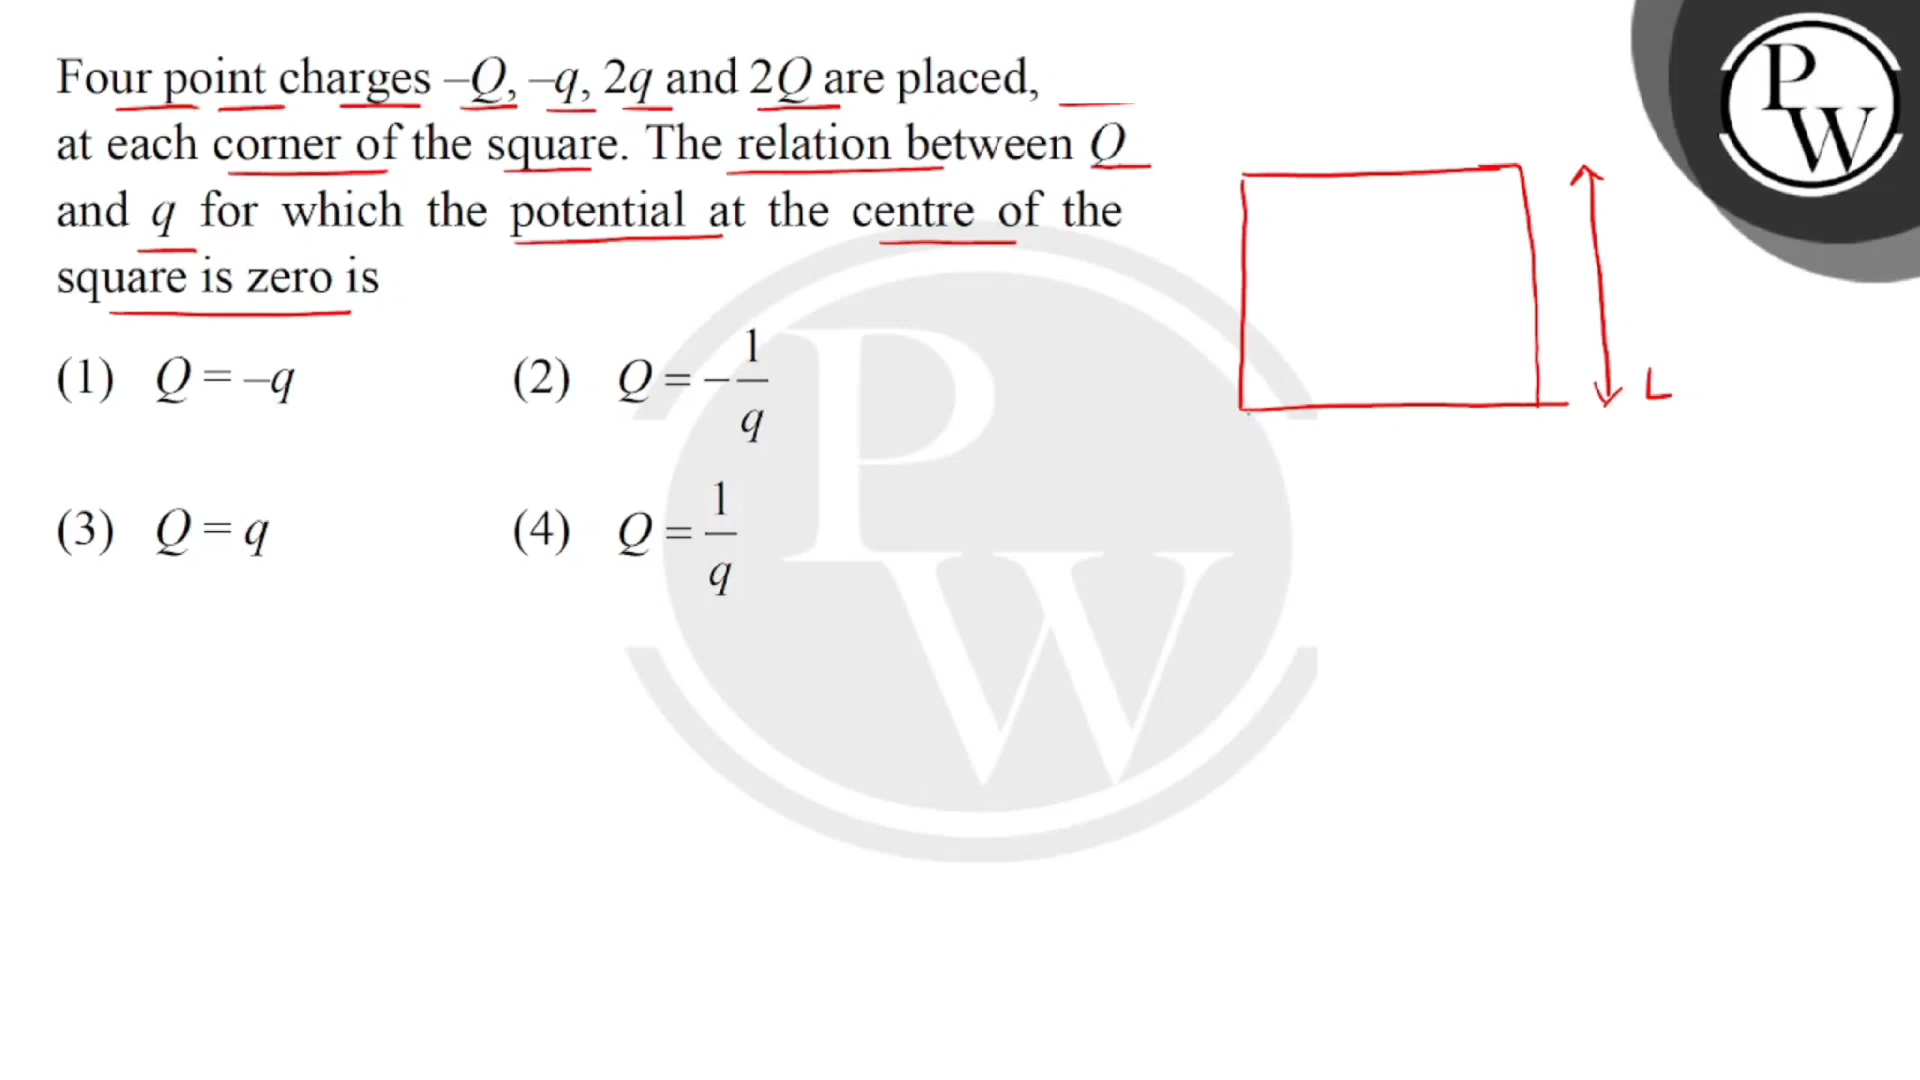 Four point charges –Q, –q, 2q and 2Q are placed,
at each corner of the square. The relation between Q
and q for which the potential at the centre of the
square is zero is
(1) Q = –q (2) Q = –1/q
(3) Q = q (4) Q = 1/q
L
PW
PW